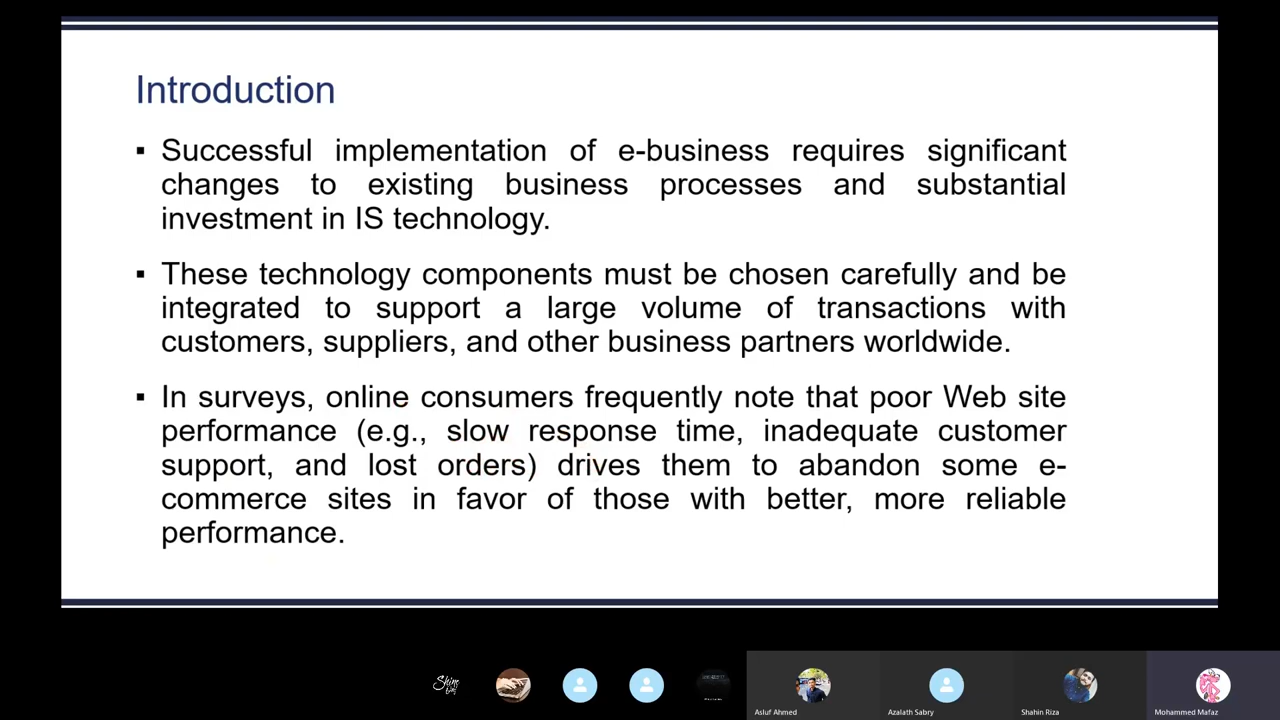 Introduction
▪ Successful implementation of e-business requires significant
changes to existing business processes and substantial
investment in IS technology.
▪ These technology components must be chosen carefully and be
integrated to support a large volume of transactions with
customers, suppliers, and other business partners worldwide.
▪ In surveys, online consumers frequently note that poor Web site
performance (e.g., slow response time, inadequate customer
support, and lost orders) drives them to abandon some e-
commerce sites in favor of those with better, more reliable
performance.
Asluf Ahmed
Azalath Sabry
Shahin Riza
Mohammed Mafaz